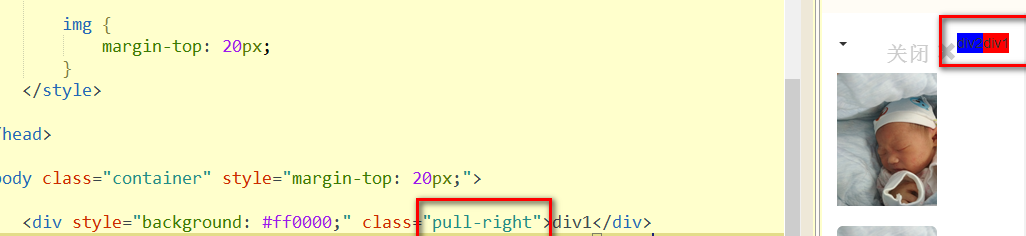 img {
margin-top: 20px;
}
</style>
/head>
body class="container" style="margin-top: 20px;">
<div style="background: #ff0000;" class="pull-right">div1</div>
关闭 ✖
div2div1